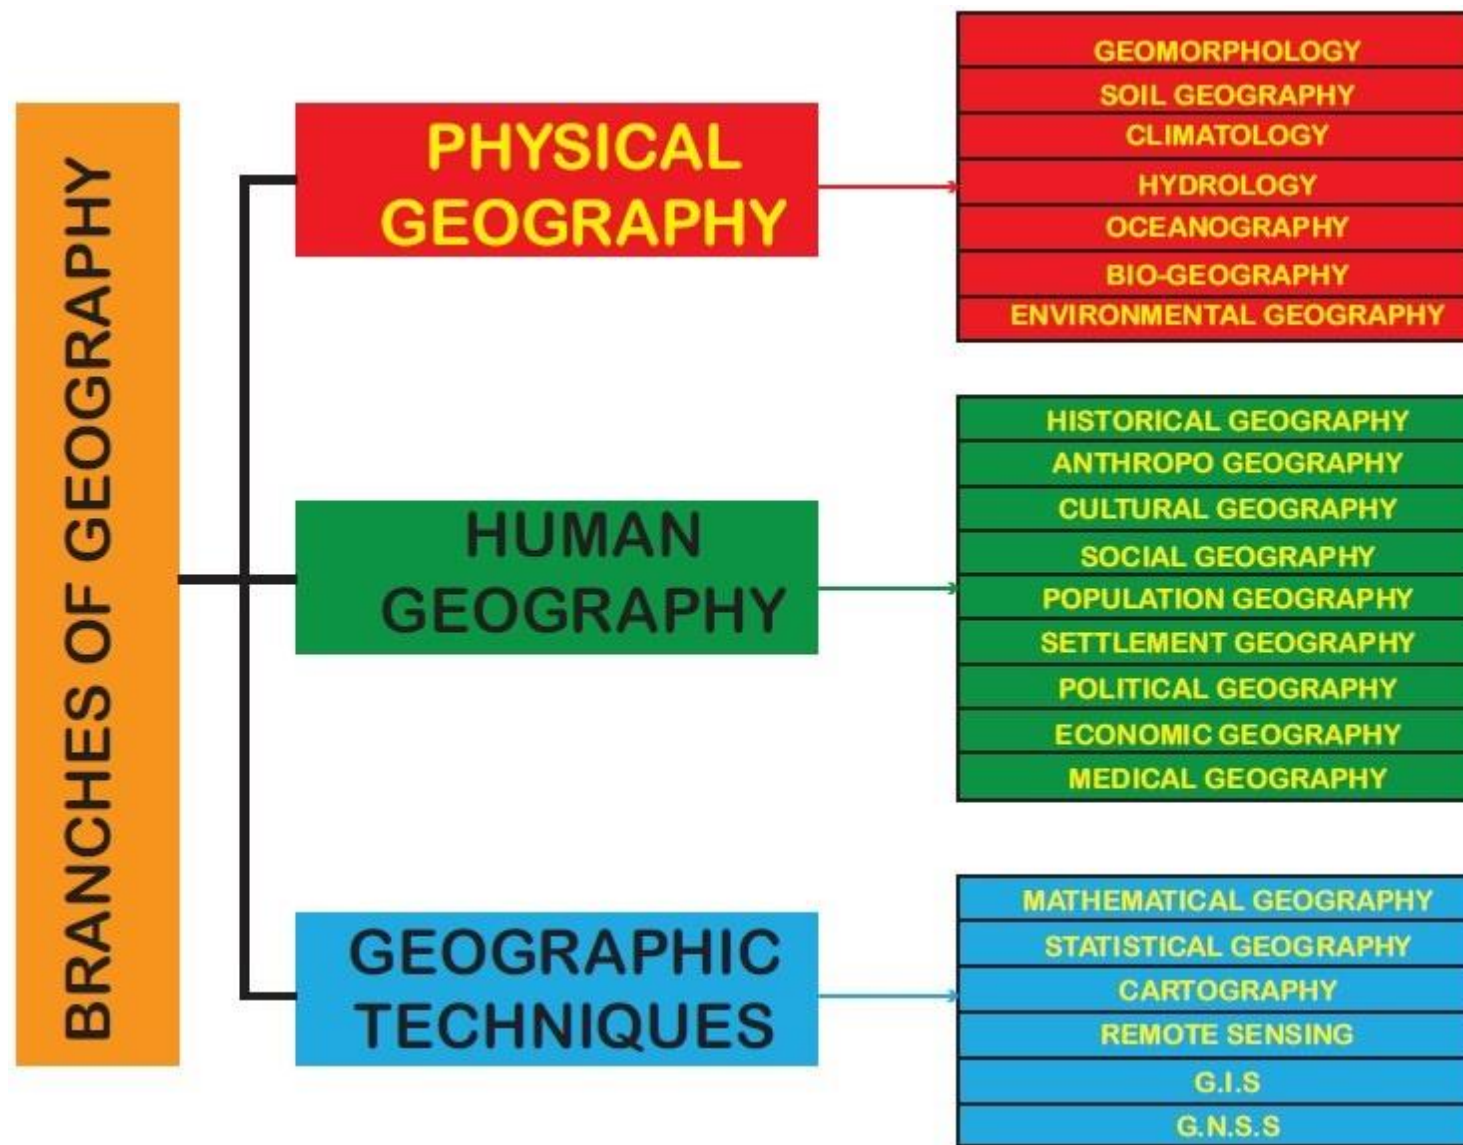 BRANCHES OF GEOGRAPHY
PHYSICAL
GEOGRAPHY
GEOMORPHOLOGY
SOIL GEOGRAPHY
CLIMATOLOGY
HYDROLOGY
OCEANOGRAPHY
BIO-GEOGRAPHY
ENVIRONMENTAL GEOGRAPHY
HUMAN
GEOGRAPHY
HISTORICAL GEOGRAPHY
ANTHROPO GEOGRAPHY
CULTURAL GEOGRAPHY
SOCIAL GEOGRAPHY
POPULATION GEOGRAPHY
SETTLEMENT GEOGRAPHY
POLITICAL GEOGRAPHY
ECONOMIC GEOGRAPHY
MEDICAL GEOGRAPHY
GEOGRAPHIC
TECHNIQUES
MATHEMATICAL GEOGRAPHY
STATISTICAL GEOGRAPHY
CARTOGRAPHY
REMOTE SENSING
G.I.S
G.N.S.S